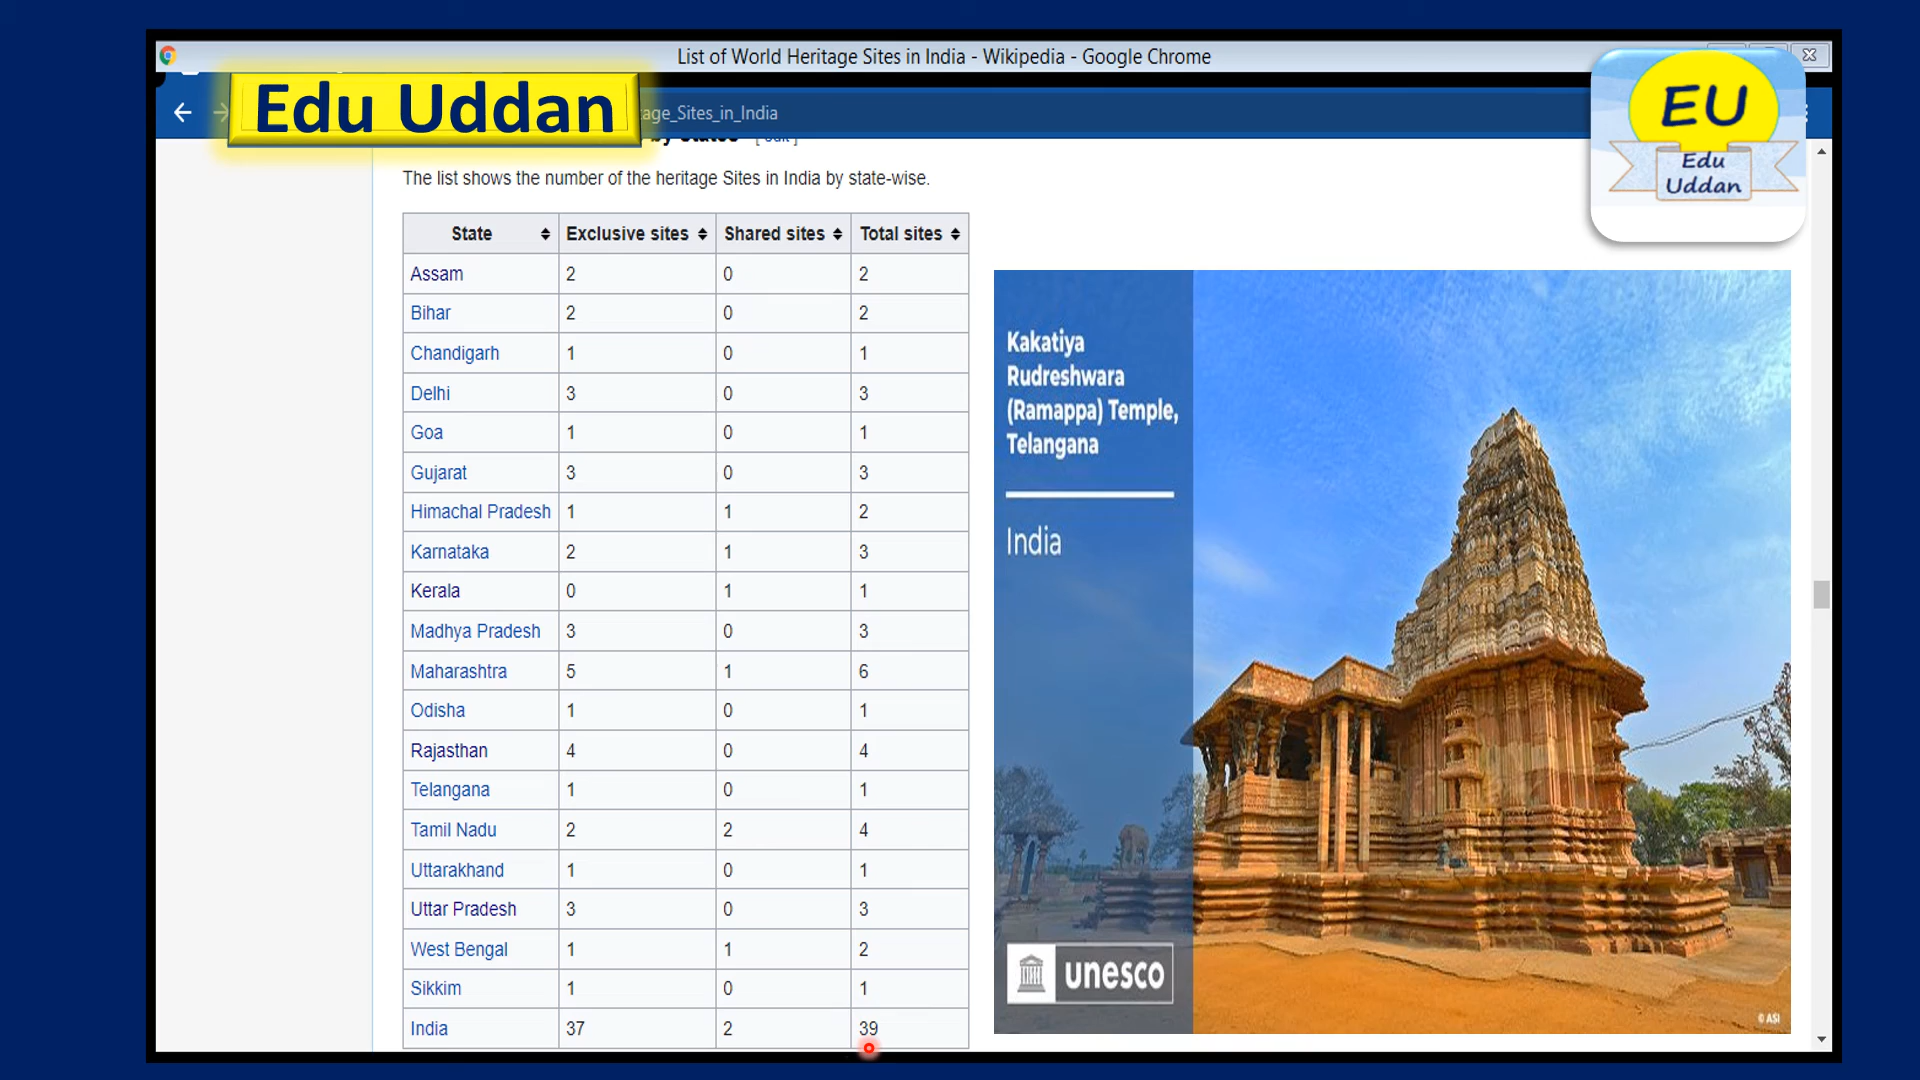 List of World Heritage Sites in India - Wikipedia - Google Chrome
Edu Uddan
age_Sites_in_India
EU
Edu
Uddan
by States [ edit ]
The list shows the number of the heritage Sites in India by state-wise.
State Exclusive sites Shared sites Total sites
Assam 2 0 2
Bihar 2 0 2
Chandigarh 1 0 1
Delhi 3 0 3
Goa 1 0 1
Gujarat 3 0 3
Himachal Pradesh 1 1 2
Karnataka 2 1 3
Kerala 0 1 1
Madhya Pradesh 3 0 3
Maharashtra 5 1 6
Odisha 1 0 1
Rajasthan 4 0 4
Telangana 1 0 1
Tamil Nadu 2 2 4
Uttarakhand 1 0 1
Uttar Pradesh 3 0 3
West Bengal 1 1 2
Sikkim 1 0 1
India 37 2 39
Kakatiya
Rudreshwara
(Ramappa) Temple,
Telangana
India
unesco
© ASI